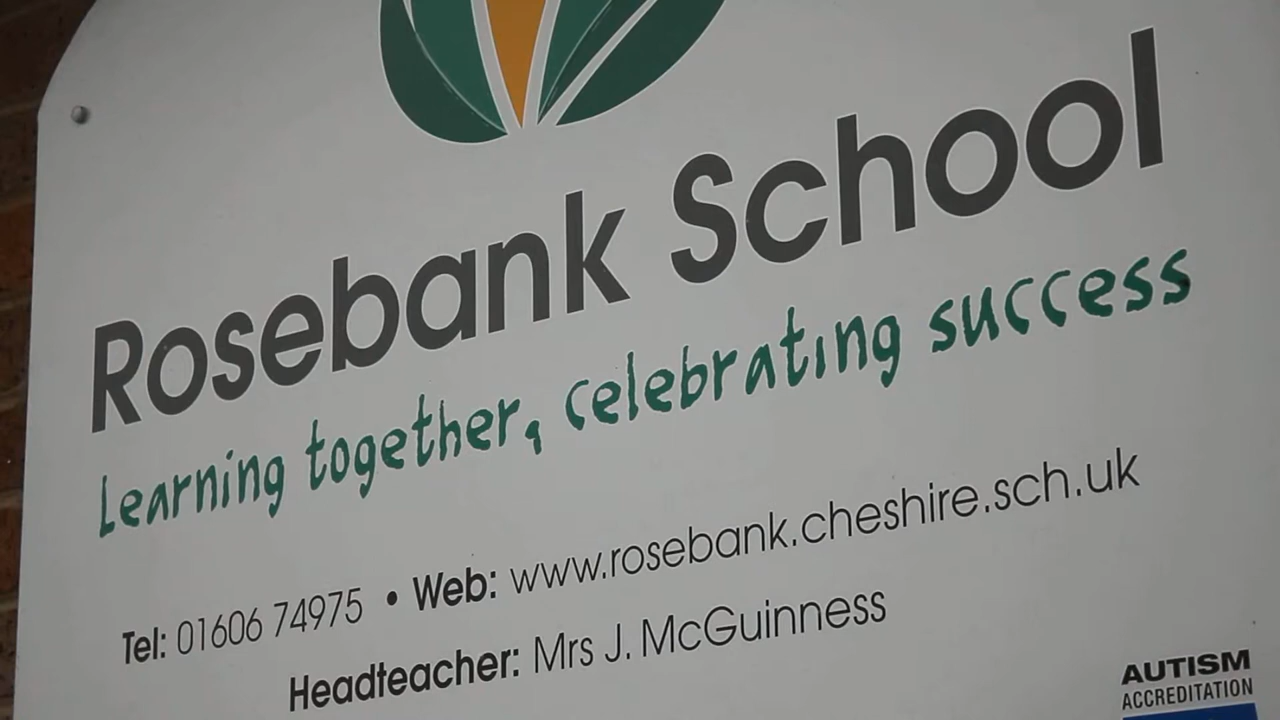 Rosebank School
Learning together, celebrating success
Tel: 01606 74975 • Web: www.rosebank.cheshire.sch.uk
Headteacher: Mrs J. McGuinness
AUTISM
ACCREDITATION